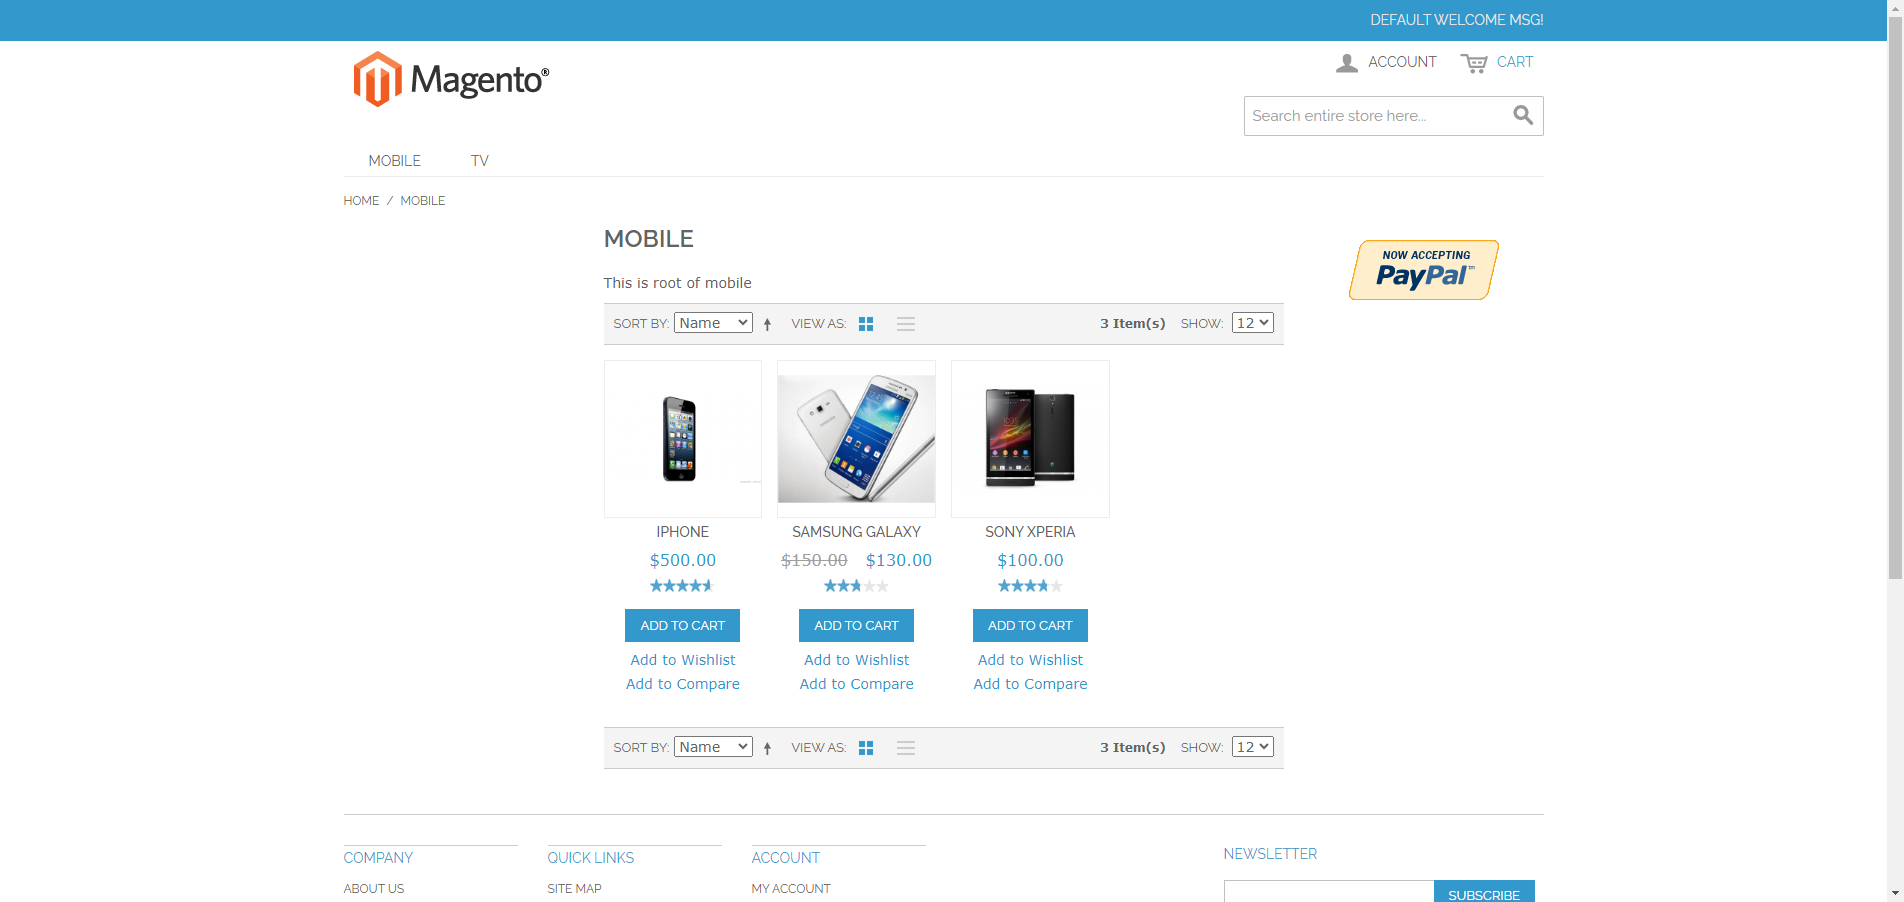 DEFAULT WELCOME MSG!
Magento®
ACCOUNT
CART
Search entire store here...
MOBILE
TV
HOME / MOBILE
MOBILE
NOW ACCEPTING
PayPal™
This is root of mobile
SORT BY: Name VIEW AS: 3 Item(s) SHOW: 12
IPHONE
$500.00
ADD TO CART
Add to Wishlist
Add to Compare
SAMSUNG GALAXY
$150.00 $130.00
ADD TO CART
Add to Wishlist
Add to Compare
SONY XPERIA
$100.00
ADD TO CART
Add to Wishlist
Add to Compare
SORT BY: Name VIEW AS: 3 Item(s) SHOW: 12
COMPANY
ABOUT US
QUICK LINKS
SITE MAP
ACCOUNT
MY ACCOUNT
NEWSLETTER
SUBSCRIBE